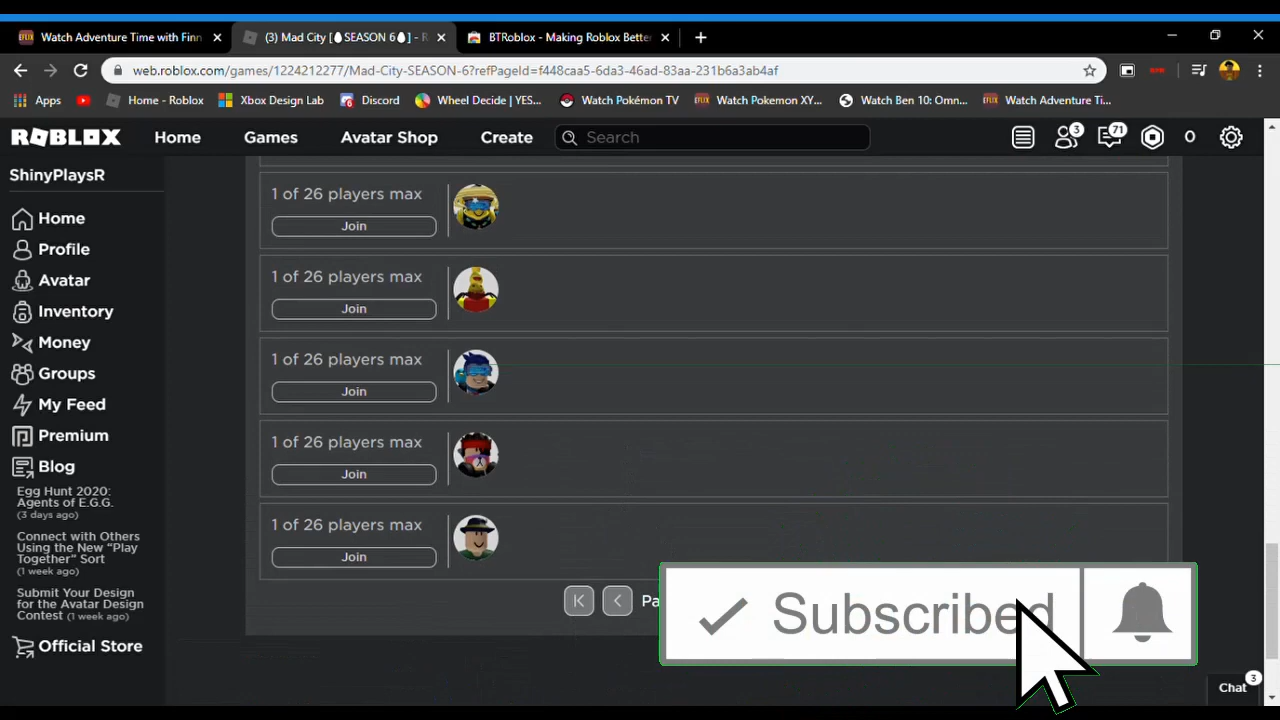 Watch Adventure Time with Finn
(3) Mad City [🥚SEASON 6🥚] - R
BTRoblox - Making Roblox Bette
web.roblox.com/games/1224212277/Mad-City-SEASON-6?refPageId=f448caa5-6da3-46ad-83aa-231b6a3ab4af
Apps
Home - Roblox
Xbox Design Lab
Discord
Wheel Decide | YES...
Watch Pokémon TV
Watch Pokemon XY...
Watch Ben 10: Omn...
Watch Adventure Ti...
ROBLOX
Home
Games
Avatar Shop
Create
Search
3
71
0
ShinyPlaysR
Home
Profile
Avatar
Inventory
Money
Groups
My Feed
Premium
Blog
Egg Hunt 2020:
Agents of E.G.G.
(3 days ago)
Connect with Others
Using the New “Play
Together” Sort
(1 week ago)
Submit Your Design
for the Avatar Design
Contest (1 week ago)
Official Store
1 of 26 players max
Join
1 of 26 players max
Join
1 of 26 players max
Join
1 of 26 players max
Join
1 of 26 players max
Join
Pa
Subscribed
Chat
3